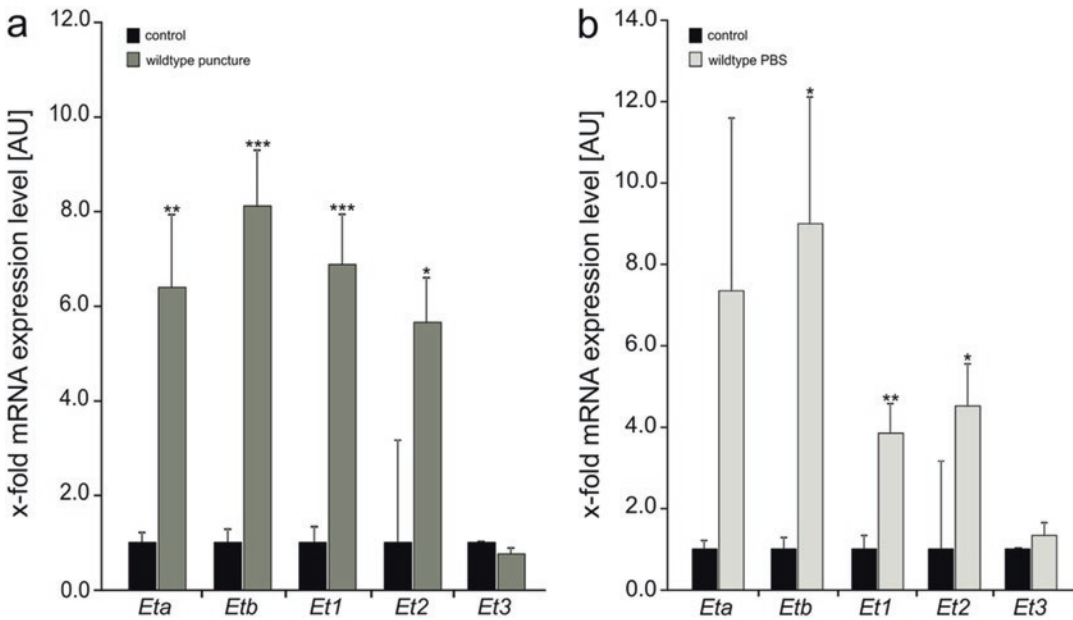 a
x-fold mRNA expression level [AU]
12.0
10.0
8.0
6.0
4.0
2.0
0.0
control
wildtype puncture
**
***
***
*
Eta Etb Et1 Et2 Et3
b
x-fold mRNA expression level [AU]
14.0
12.0
10.0
8.0
6.0
4.0
2.0
0.0
control
wildtype PBS
*
**
*
Eta Etb Et1 Et2 Et3